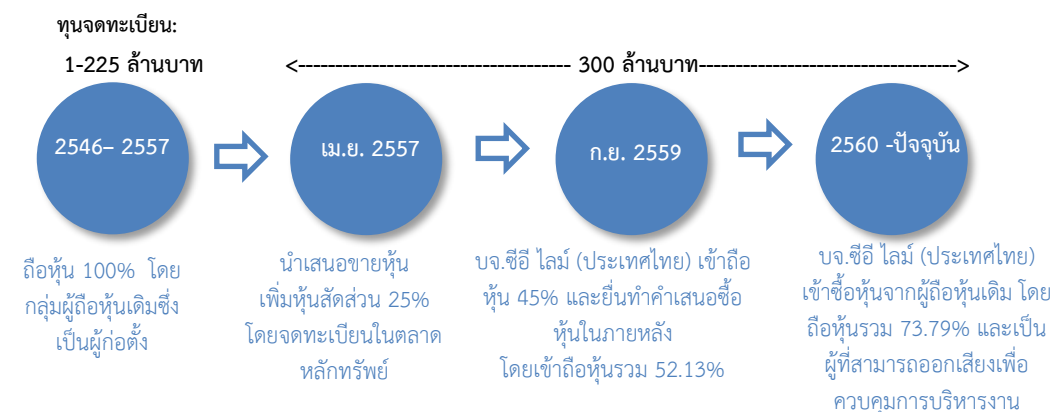 ทุนจดทะเบียน:
1-225 ล้านบาท <------------------------------------- 300 ล้านบาท----------------------------------->
2546– 2557
เม.ย. 2557
ก.ย. 2559
2560 -ปัจจุบัน
ถือหุ้น 100% โดย
กลุ่มผู้ถือหุ้นเดิมซึ่ง
เป็นผู้ก่อตั้ง
นำเสนอขายหุ้น
เพิ่มหุ้นสัดส่วน 25%
โดยจดทะเบียนในตลาด
หลักทรัพย์
บจ.ซีอี ไลม์ (ประเทศไทย) เข้าถือ
หุ้น 45% และยื่นทำคำเสนอซื้อ
หุ้นในภายหลัง
โดยเข้าถือหุ้นรวม 52.13%
บจ.ซีอี ไลม์ (ประเทศไทย)
เข้าซื้อหุ้นจากผู้ถือหุ้นเดิม โดย
ถือหุ้นรวม 73.79% และเป็น
ผู้ที่สามารถออกเสียงเพื่อ
ควบคุมการบริหารงาน